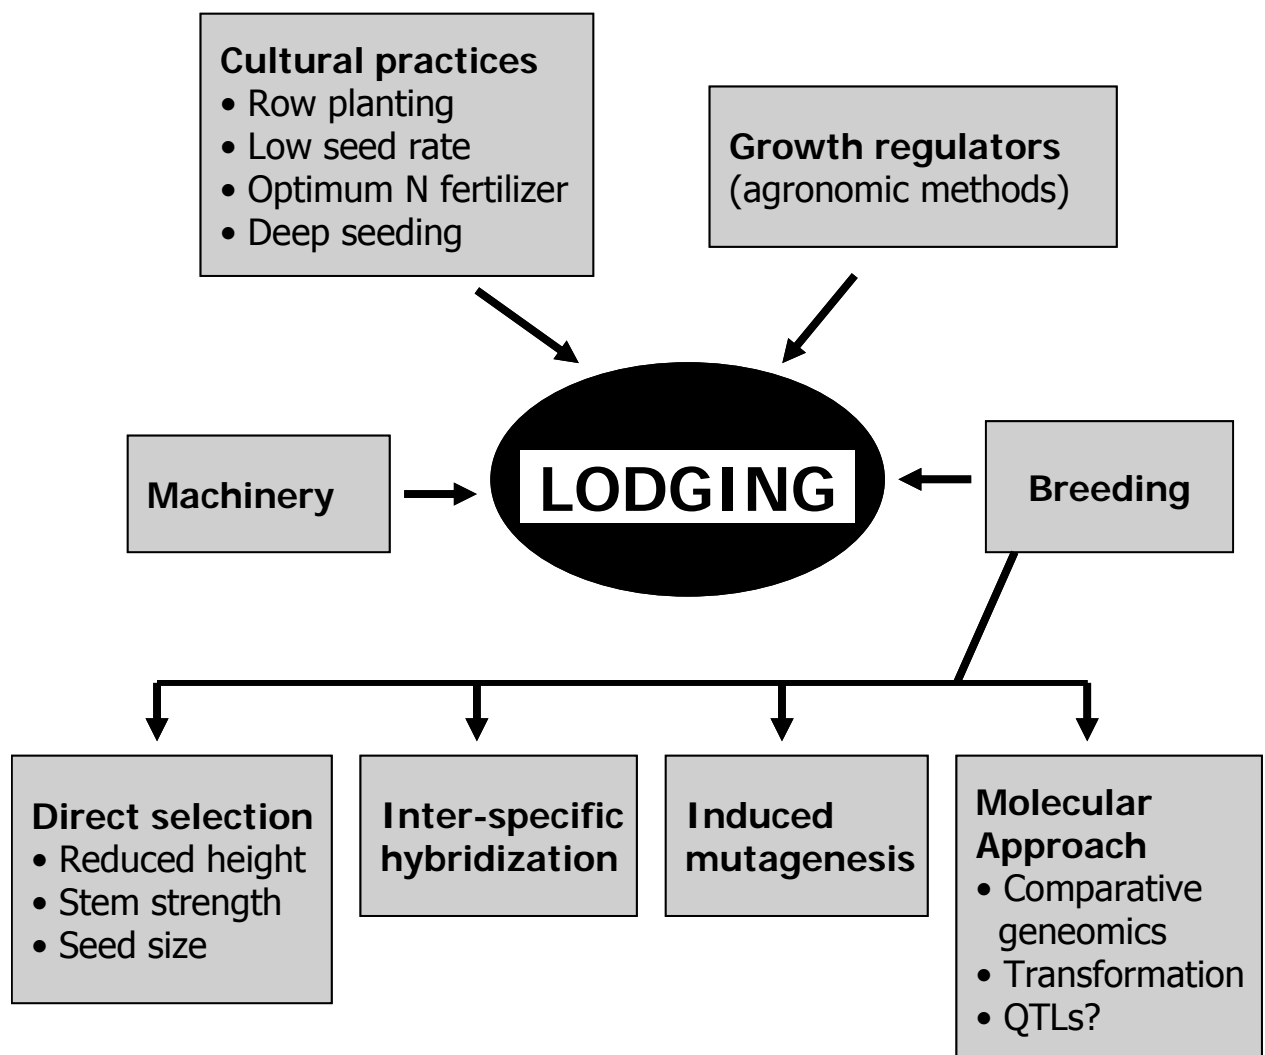 Cultural practices
• Row planting
• Low seed rate
• Optimum N fertilizer
• Deep seeding
Growth regulators
(agronomic methods)
Machinery
LODGING
Breeding
Direct selection
• Reduced height
• Stem strength
• Seed size
Inter-specific
hybridization
Induced
mutagenesis
Molecular
Approach
• Comparative
geneomics
• Transformation
• QTLs?